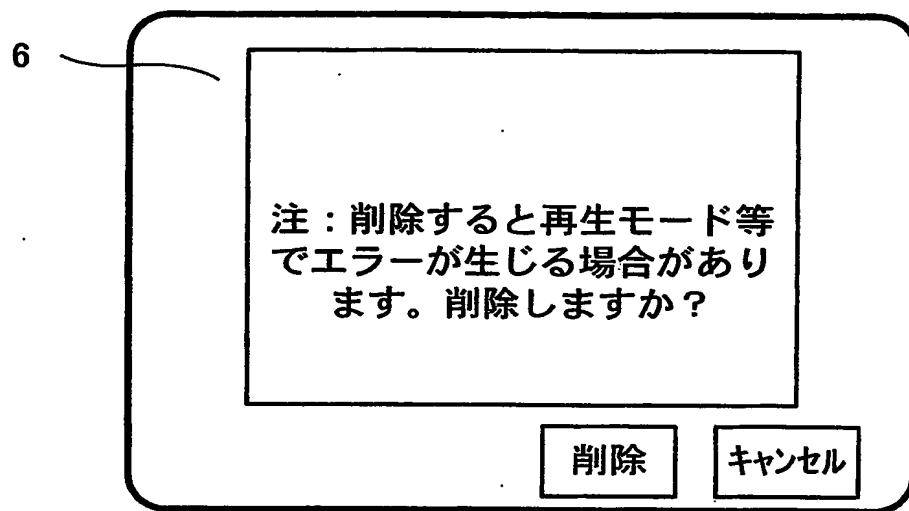 6
注：削除すると再生モード等
でエラーが生じる場合があり
ます。削除しますか？
削除
キャンセル